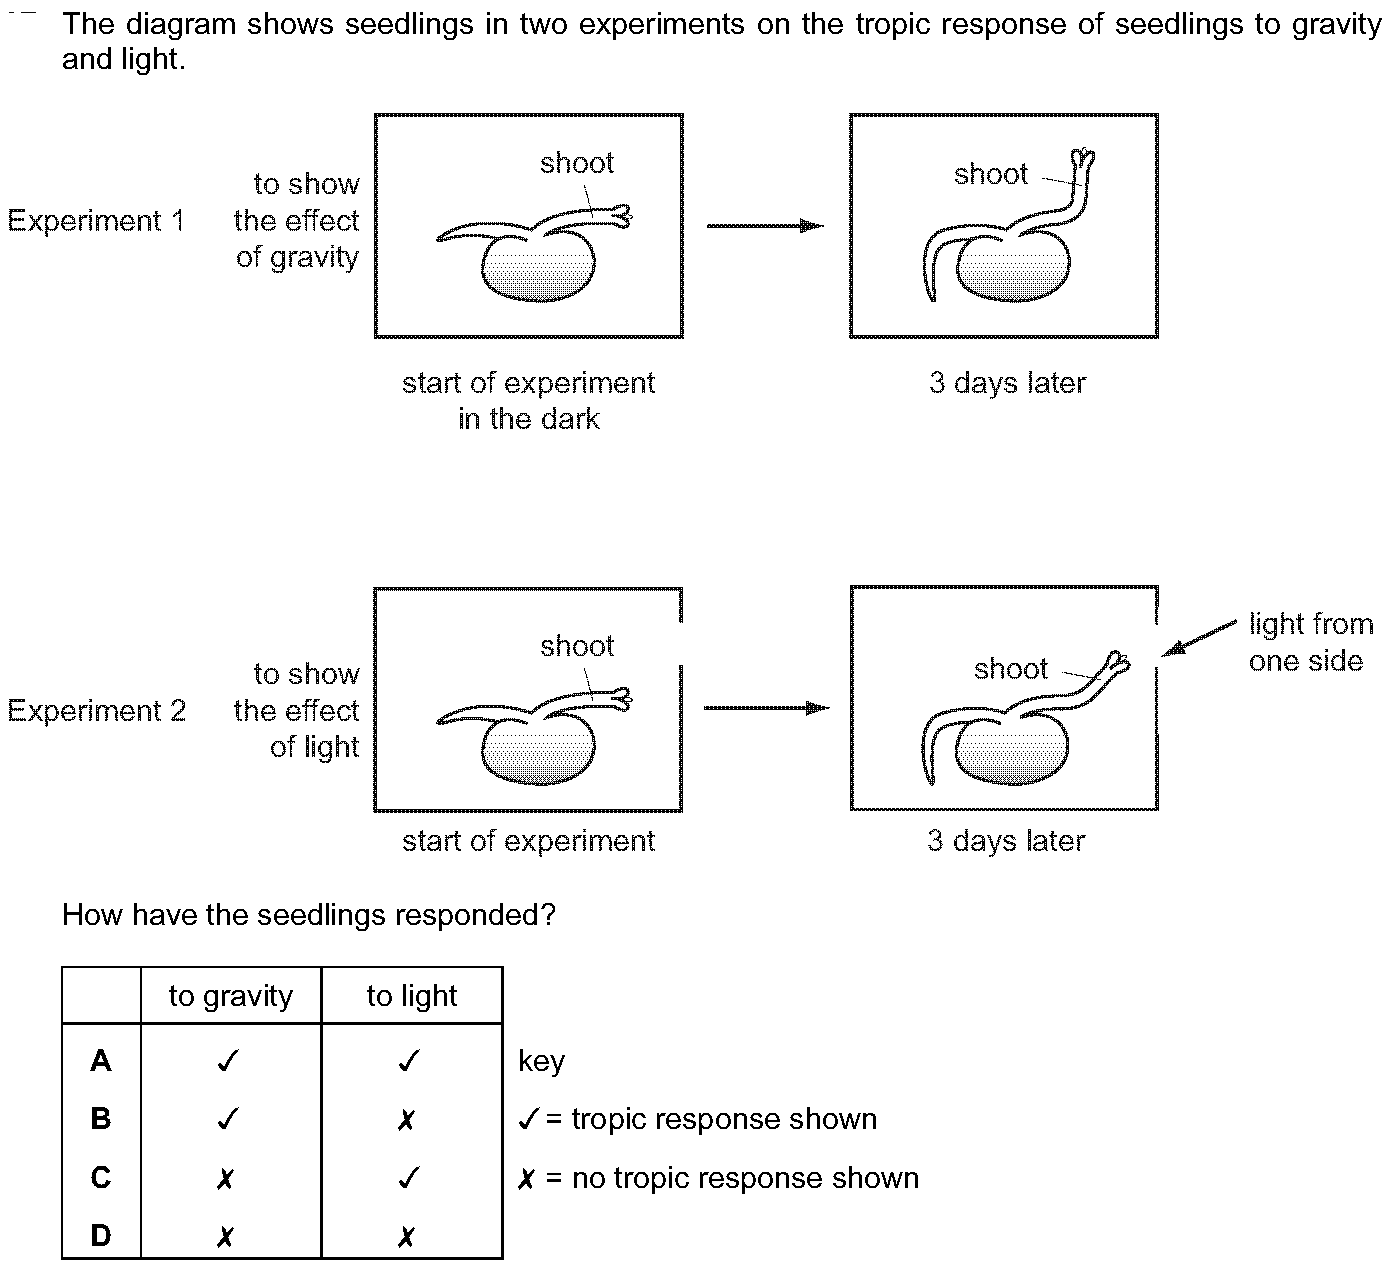 The diagram shows seedlings in two experiments on the tropic response of seedlings to gravity
and light.
shoot
shoot
Experiment 1
to show
the effect
of gravity
start of experiment
in the dark
3 days later
shoot
shoot
light from
one side
Experiment 2
to show
the effect
of light
start of experiment
3 days later
How have the seedlings responded?
to gravity to light
A ✓ ✓ key
B ✓ ✗ ✓ = tropic response shown
C ✗ ✓ ✗ = no tropic response shown
D ✗ ✗